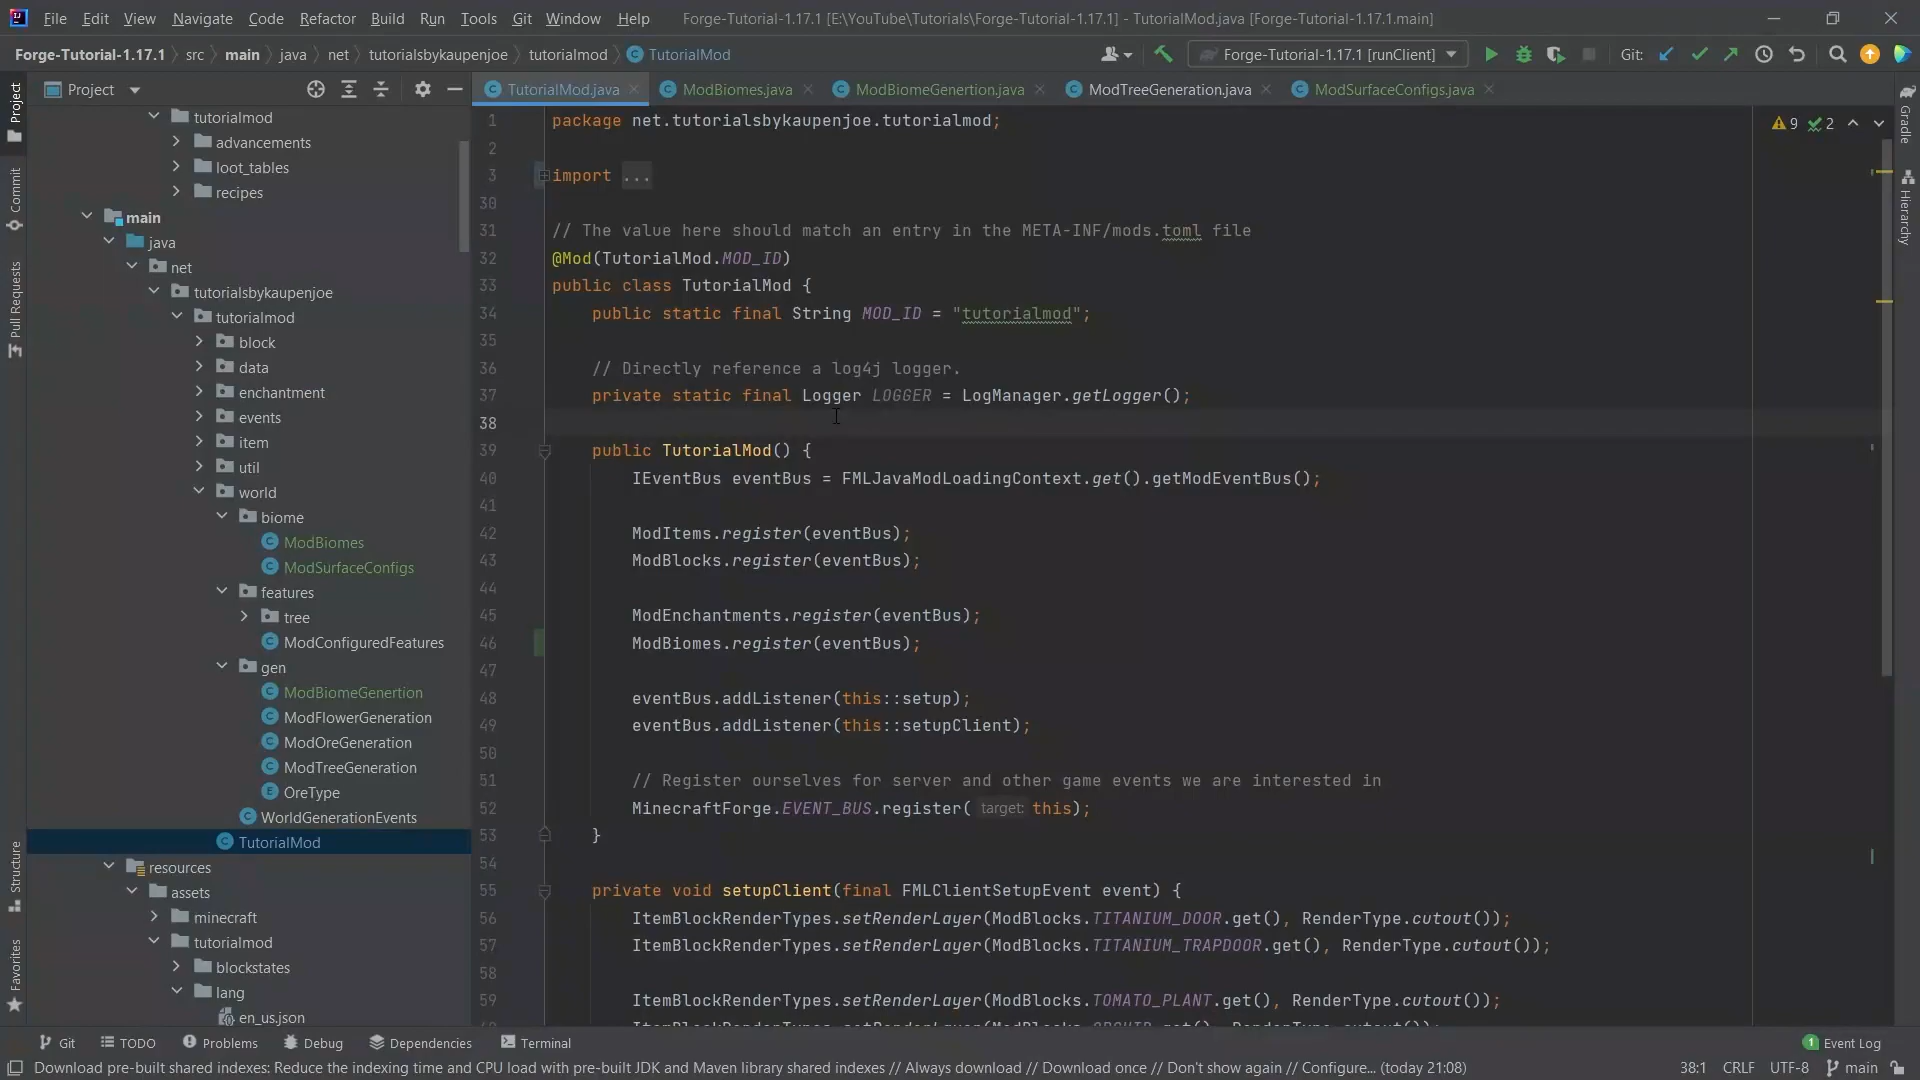 File Edit View Navigate Code Refactor Build Run Tools Git Window Help Forge-Tutorial-1.17.1 [E:\YouTube\Tutorials\Forge-Tutorial-1.17.1] - TutorialMod.java [Forge-Tutorial-1.17.1.main]
Forge-Tutorial-1.17.1 src main java net tutorialsbykaupenjoe tutorialmod TutorialMod Forge-Tutorial-1.17.1 [runClient] Git:
Project
TutorialMod.java ModBiomes.java ModBiomeGenertion.java ModTreeGeneration.java ModSurfaceConfigs.java
Project
Commit
Pull Requests
Structure
Favorites
tutorialmod
advancements
loot_tables
recipes
main
java
net
tutorialsbykaupenjoe
tutorialmod
block
data
enchantment
events
item
util
world
biome
ModBiomes
ModSurfaceConfigs
features
tree
ModConfiguredFeatures
gen
ModBiomeGenertion
ModFlowerGeneration
ModOreGeneration
ModTreeGeneration
OreType
WorldGenerationEvents
TutorialMod
resources
assets
minecraft
tutorialmod
blockstates
lang
en_us.json
1 package net.tutorialsbykaupenjoe.tutorialmod;
2
3 import ...
30
31 // The value here should match an entry in the META-INF/mods.toml file
32 @Mod(TutorialMod.MOD_ID)
33 public class TutorialMod {
34 public static final String MOD_ID = "tutorialmod";
35
36 // Directly reference a log4j logger.
37 private static final Logger LOGGER = LogManager.getLogger();
38
39 public TutorialMod() {
40 IEventBus eventBus = FMLJavaModLoadingContext.get().getModEventBus();
41
42 ModItems.register(eventBus);
43 ModBlocks.register(eventBus);
44
45 ModEnchantments.register(eventBus);
46 ModBiomes.register(eventBus);
47
48 eventBus.addListener(this::setup);
49 eventBus.addListener(this::setupClient);
50
51 // Register ourselves for server and other game events we are interested in
52 MinecraftForge.EVENT_BUS.register( target: this);
53 }
54
55 private void setupClient(final FMLClientSetupEvent event) {
56 ItemBlockRenderTypes.setRenderLayer(ModBlocks.TITANIUM_DOOR.get(), RenderType.cutout());
57 ItemBlockRenderTypes.setRenderLayer(ModBlocks.TITANIUM_TRAPDOOR.get(), RenderType.cutout());
58
59 ItemBlockRenderTypes.setRenderLayer(ModBlocks.TOMATO_PLANT.get(), RenderType.cutout());
9 2
Gradle
Hierarchy
Git TODO Problems Debug Dependencies Terminal 1 Event Log
Download pre-built shared indexes: Reduce the indexing time and CPU load with pre-built JDK and Maven library shared indexes // Always download // Download once // Don't show again // Configure... (today 21:08) 38:1 CRLF UTF-8 main